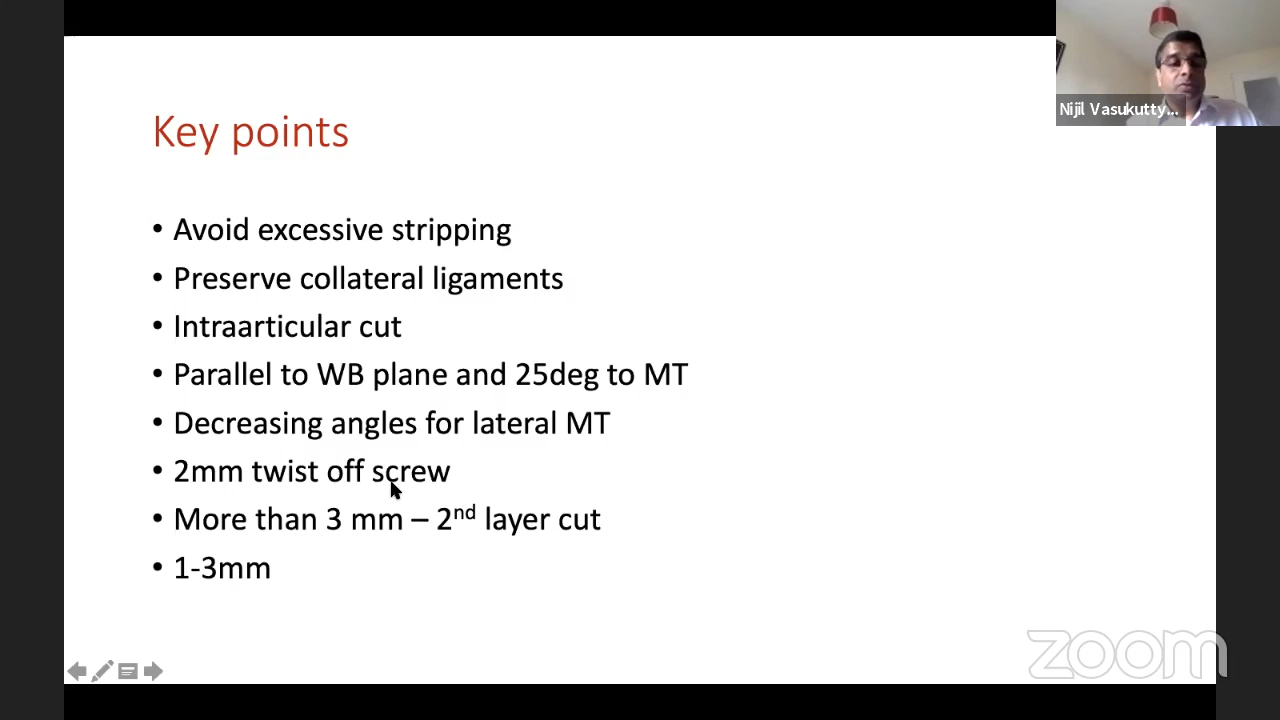 Nijil Vasukutty...
Key points
• Avoid excessive stripping
• Preserve collateral ligaments
• Intraarticular cut
• Parallel to WB plane and 25deg to MT
• Decreasing angles for lateral MT
• 2mm twist off screw
• More than 3 mm – 2nd layer cut
• 1-3mm
zoom